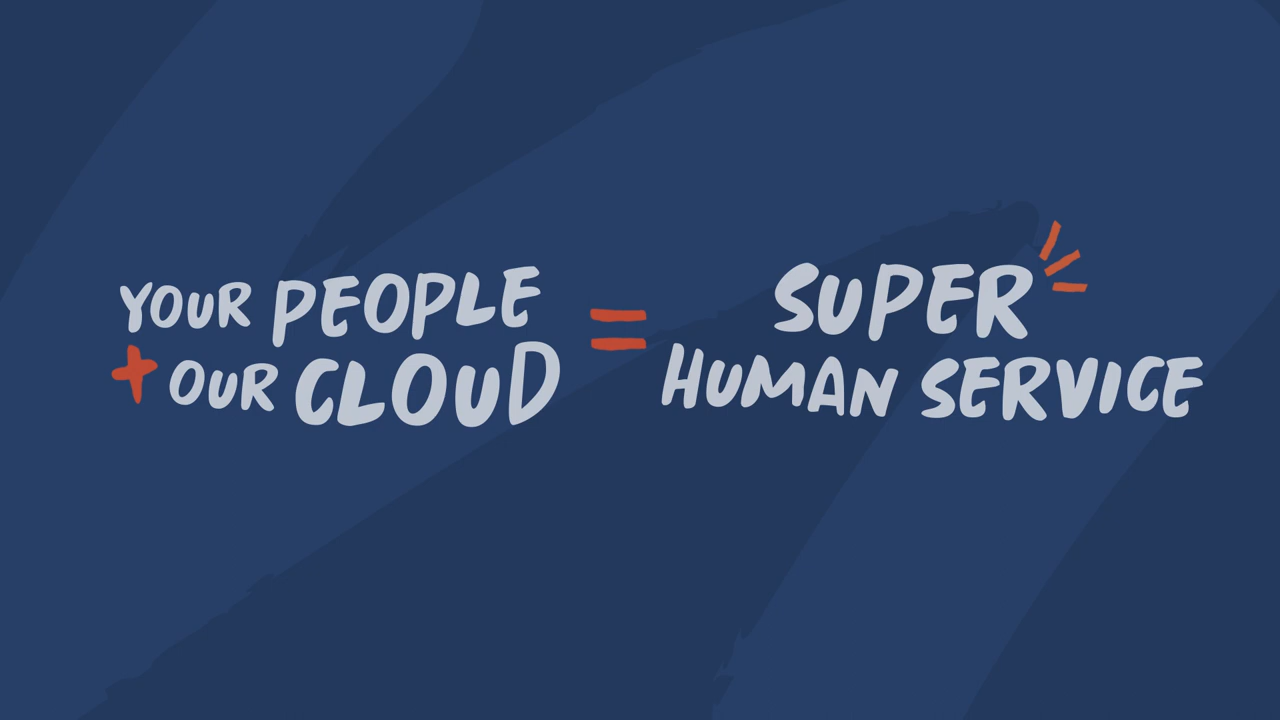 YOUR PEOPLE
+ OUR CLOUD
=
SUPER
HUMAN SERVICE